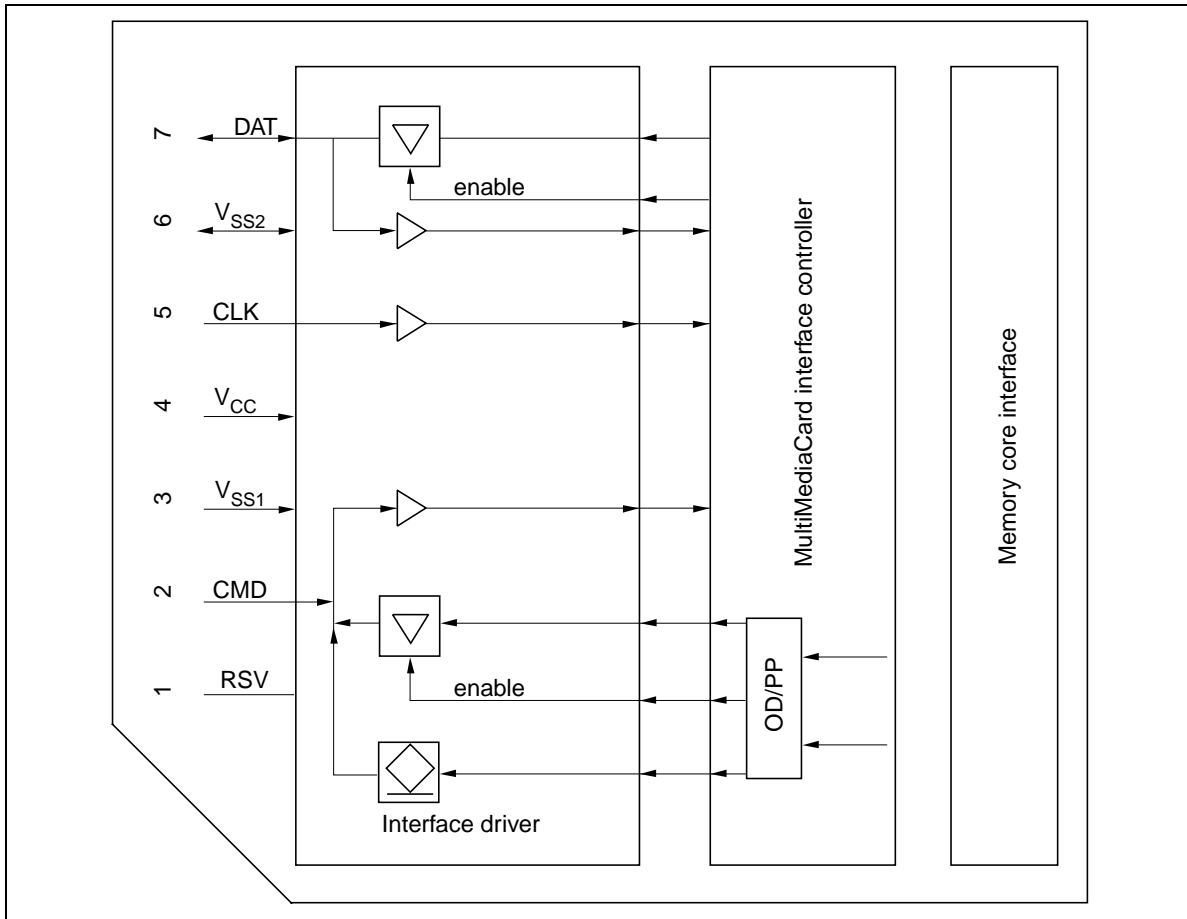 7 DAT
enable
6 VSS2
5 CLK
4 VCC
3 VSS1
2 CMD
enable
1 RSV
Interface driver
OD/PP
MultiMediaCard interface controller
Memory core interface